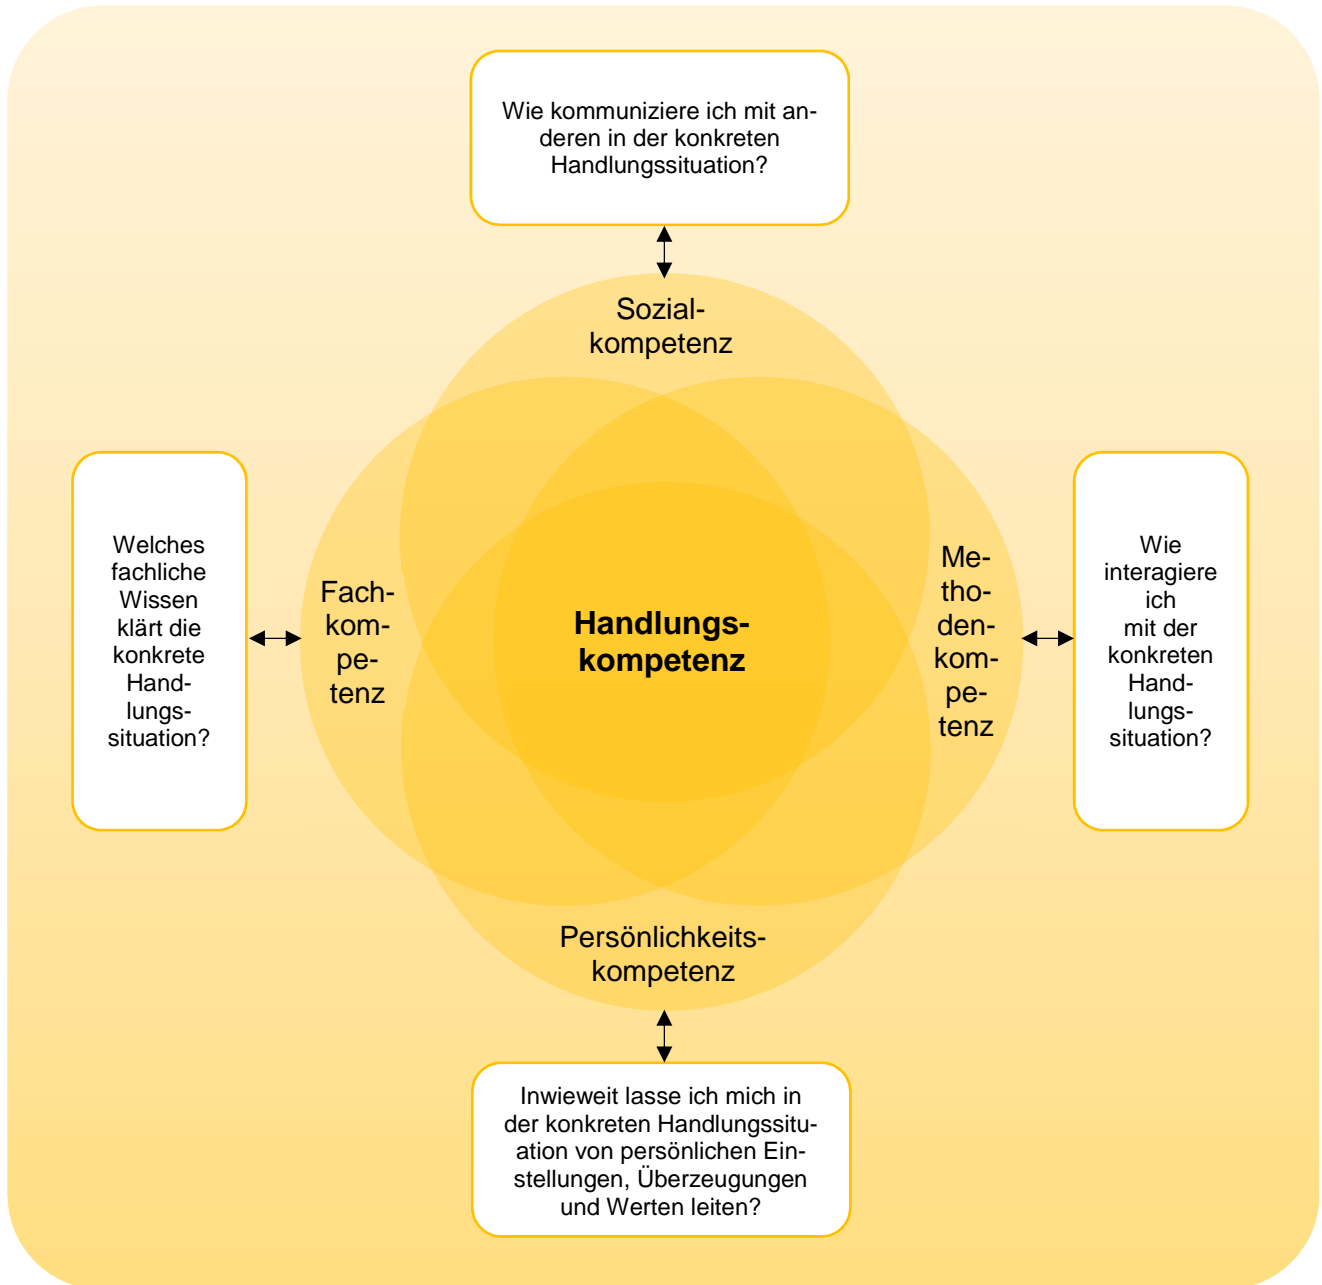 Wie kommuniziere ich mit an-
deren in der konkreten
Handlungssituation?
Sozial-
kompetenz
Welches
fachliche
Wissen
klärt die
konkrete
Hand-
lungs-
situation?
Fach-
kom-
pe-
tenz
Handlungs-
kompetenz
Me-
tho-
den-
kom-
pe-
tenz
Wie
interagiere
ich
mit der
konkreten
Hand-
lungs-
situation?
Persönlichkeits-
kompetenz
Inwieweit lasse ich mich in
der konkreten Handlungssitu-
ation von persönlichen Ein-
stellungen, Überzeugungen
und Werten leiten?